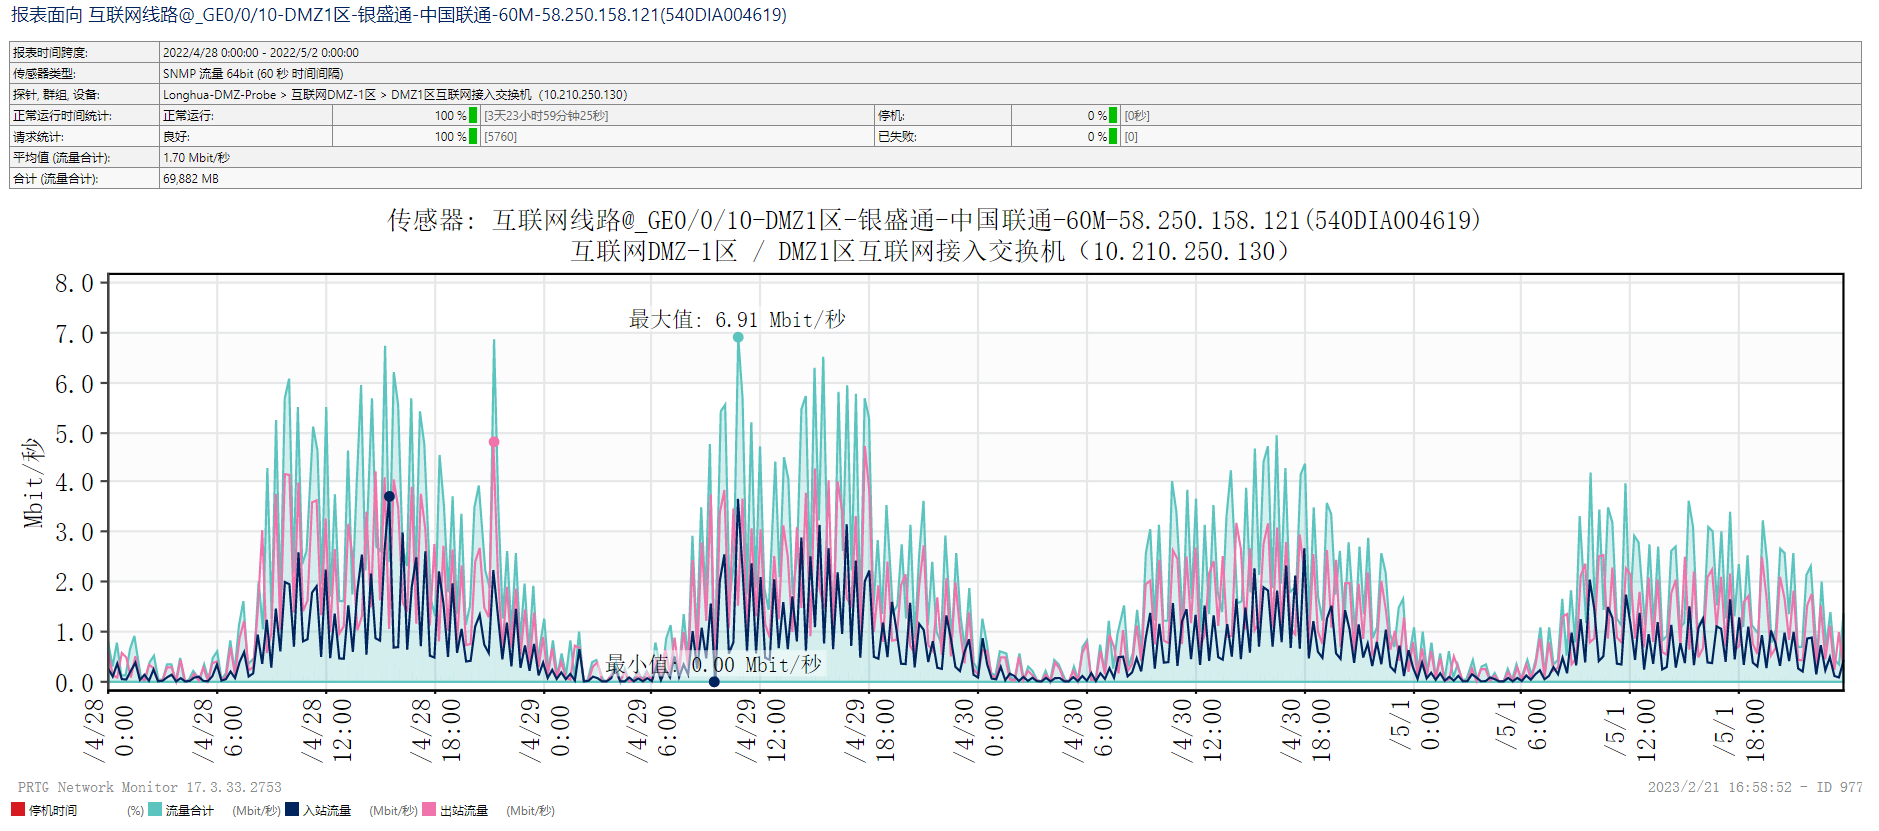 报表面向 互联网线路@_GE0/0/10-DMZ1区-银盛通-中国联通-60M-58.250.158.121(540DIA004619)
报表时间跨度: 2022/4/28 0:00:00 - 2022/5/2 0:00:00
传感器类型: SNMP 流量 64bit (60 秒 时间间隔)
探针, 群组, 设备: Longhua-DMZ-Probe > 互联网DMZ-1区 > DMZ1区互联网接入交换机（10.210.250.130）
正常运行时间统计: 正常运行: 100 % [3天23小时59分钟25秒] 停机: 0 % [0秒]
请求统计: 良好: 100 % [5760] 已失败: 0 % [0]
平均值 (流量合计): 1.70 Mbit/秒
合计 (流量合计): 69,882 MB
传感器: 互联网线路@_GE0/0/10-DMZ1区-银盛通-中国联通-60M-58.250.158.121(540DIA004619)
互联网DMZ-1区 / DMZ1区互联网接入交换机（10.210.250.130）
Mbit/秒
8.0
7.0
6.0
5.0
4.0
3.0
2.0
1.0
0.0
最大值: 6.91 Mbit/秒
最小值: 0.00 Mbit/秒
/4/28 0:00
/4/28 6:00
/4/28 12:00
/4/28 18:00
/4/29 0:00
/4/29 6:00
/4/29 12:00
/4/29 18:00
/4/30 0:00
/4/30 6:00
/4/30 12:00
/4/30 18:00
/5/1 0:00
/5/1 6:00
/5/1 12:00
/5/1 18:00
PRTG Network Monitor 17.3.33.2753
2023/2/21 16:58:52 - ID 977
停机时间 (%) 流量合计 (Mbit/秒) 入站流量 (Mbit/秒) 出站流量 (Mbit/秒)